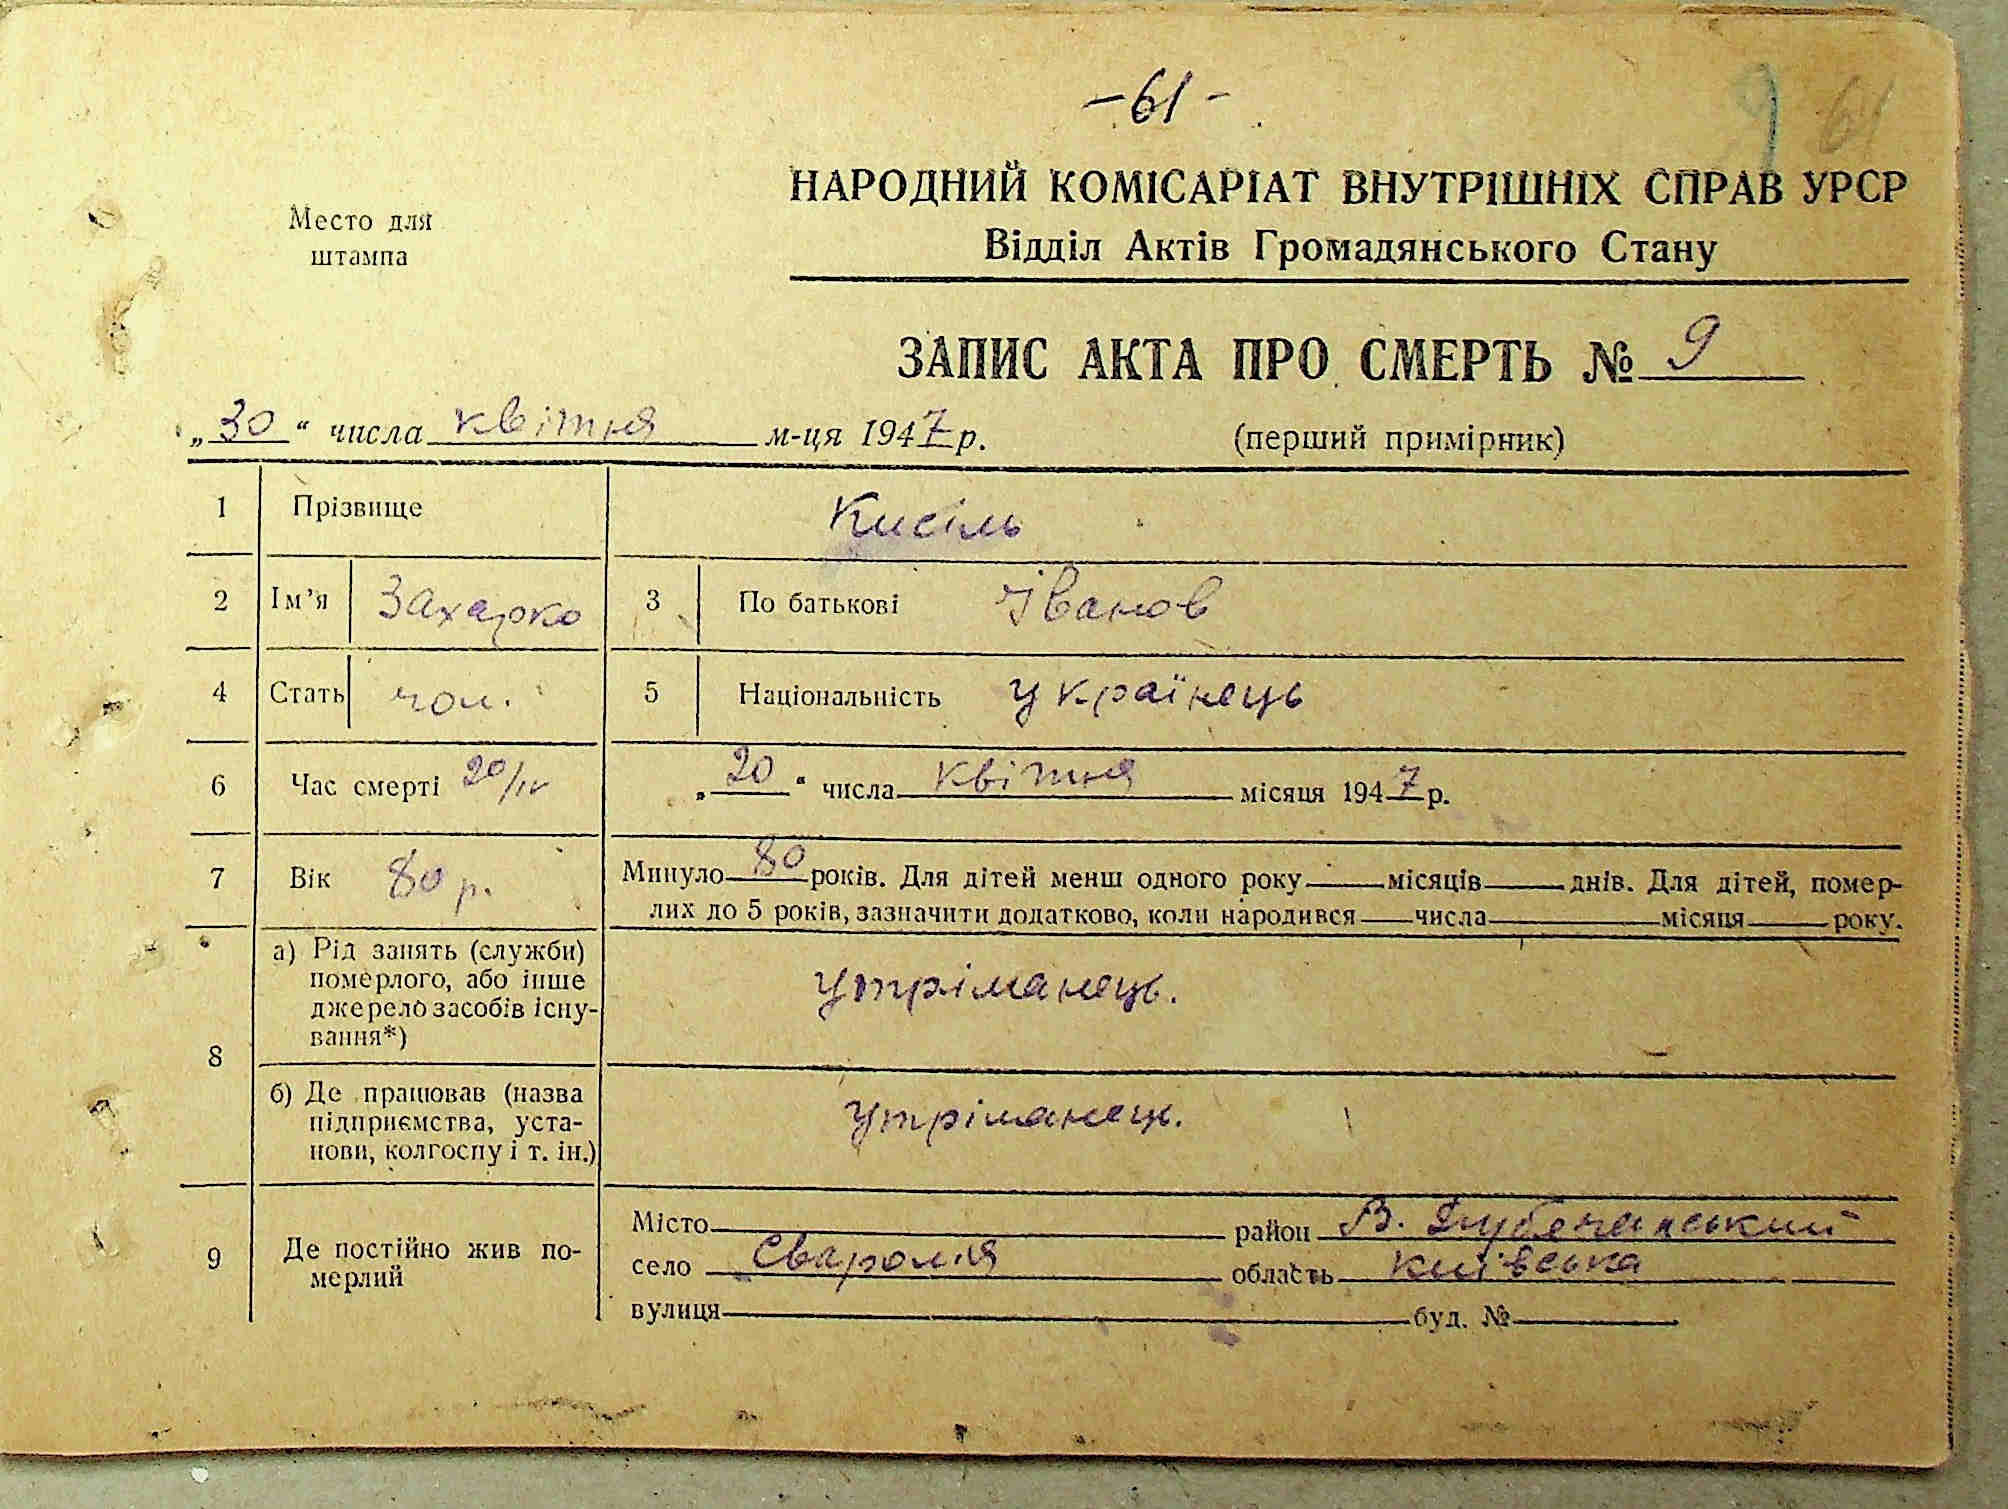 -61-
9 61
Место для
штампа
НАРОДНИЙ КОМІСАРІАТ ВНУТРІШНІХ СПРАВ УРСР
Відділ Актів Громадянського Стану
ЗАПИС АКТА ПРО СМЕРТЬ № 9
„30“ числа квітня м-ця 1947 р. (перший примірник)
1 Прізвище Кисіль
2 Ім’я Захарко 3 По батькові Іванов
4 Стать чол. 5 Національність українець
6 Час смерті 20/IV „20“ числа квітня місяця 1947 р.
7 Вік 80 р. Минуло 80 років. Для дітей менш одного року місяців днів. Для дітей, помер-
лих до 5 років, зазначити додатково, коли народився числа місяця року.
8 а) Рід занять (служби)
померлого, або інше
джерело засобів існу-
вання*)
утріманець.
б) Де працював (назва
підприємства, уста-
нови, колгоспу і т. ін.)
утріманець.
9 Де постійно жив по-
мерлий
Місто район В. Дубечанський
село Сваромія область київська
вулиця буд. №